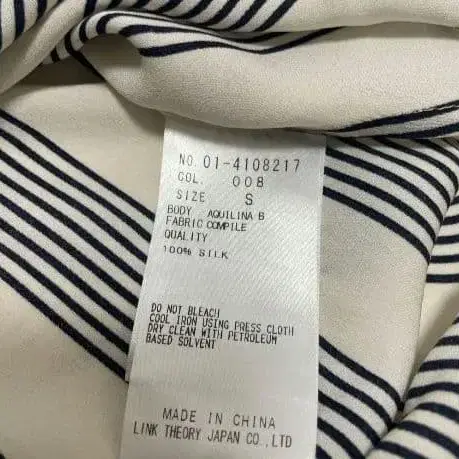 NO. 01-4108217
COL. 008
SIZE S
BODY AQUILINA B
FABRIC COMPILE
QUALITY
100% SILK
DO NOT BLEACH
COOL IRON USING PRESS CLOTH
DRY CLEAN WITH PETROLEUM
BASED SOLVENT
MADE IN CHINA
LINK THEORY JAPAN CO.,LTD